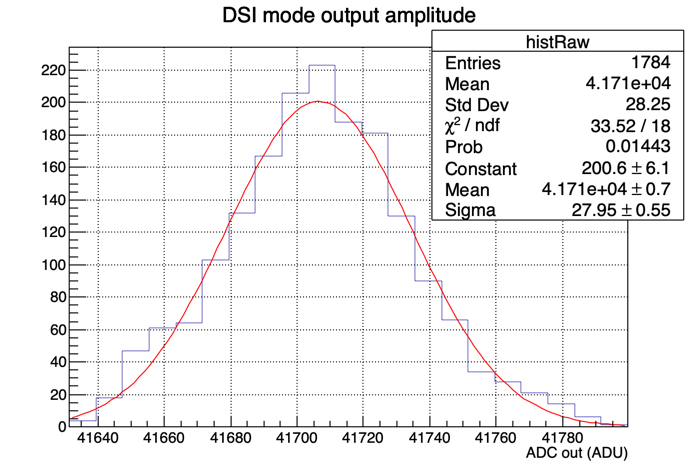 DSI mode output amplitude
histRaw
Entries 1784
Mean 4.171e+04
Std Dev 28.25
χ² / ndf 33.52 / 18
Prob 0.01443
Constant 200.6 ± 6.1
Mean 4.171e+04 ± 0.7
Sigma 27.95 ± 0.55
220
200
180
160
140
120
100
80
60
40
20
0
41640 41660 41680 41700 41720 41740 41760 41780
ADC out (ADU)